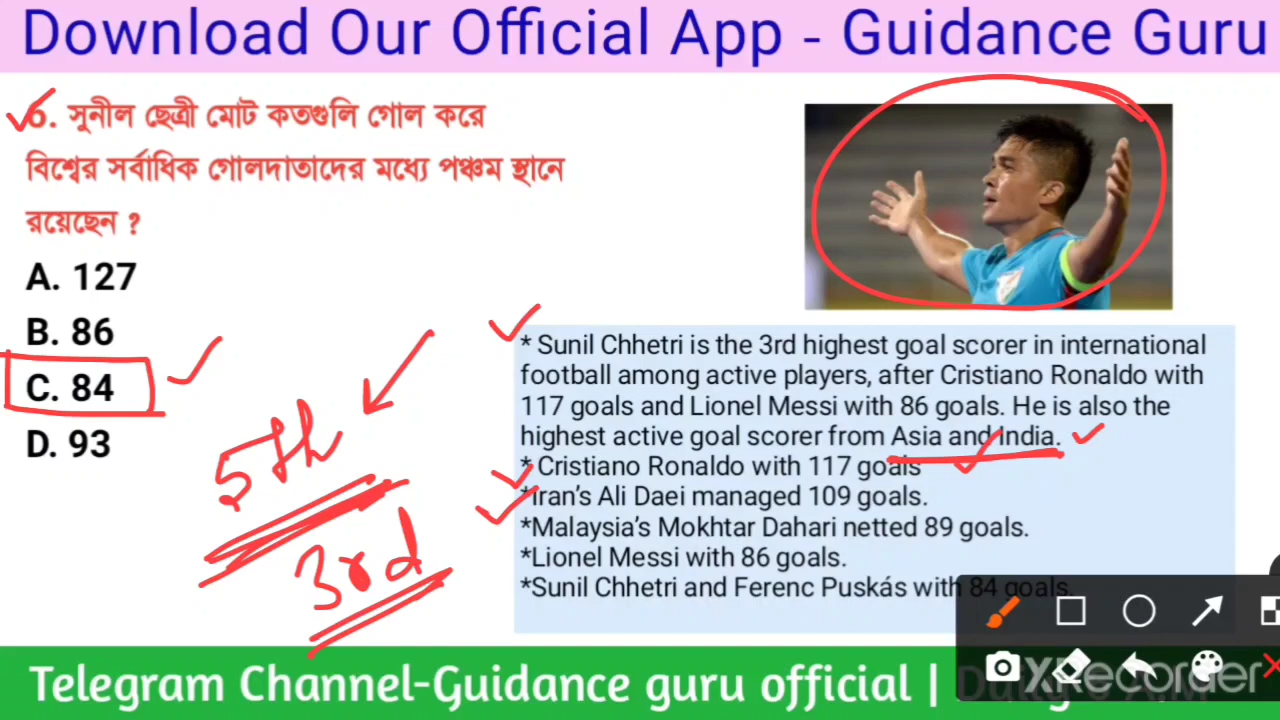 Download Our Official App - Guidance Guru
6. সুনীল ছেত্রী মোট কতগুলি গোল করে
বিশ্বের সর্বাধিক গোলদাতাদের মধ্যে পঞ্চম স্থানে
রয়েছেন ?
A. 127
B. 86
C. 84
D. 93
5th
3rd
* Sunil Chhetri is the 3rd highest goal scorer in international
football among active players, after Cristiano Ronaldo with
117 goals and Lionel Messi with 86 goals. He is also the
highest active goal scorer from Asia and India.
* Cristiano Ronaldo with 117 goals
*Iran's Ali Daei managed 109 goals.
*Malaysia's Mokhtar Dahari netted 89 goals.
*Lionel Messi with 86 goals.
*Sunil Chhetri and Ferenc Puskás with 84 goals.
Telegram Channel-Guidance guru official |
XRecorder